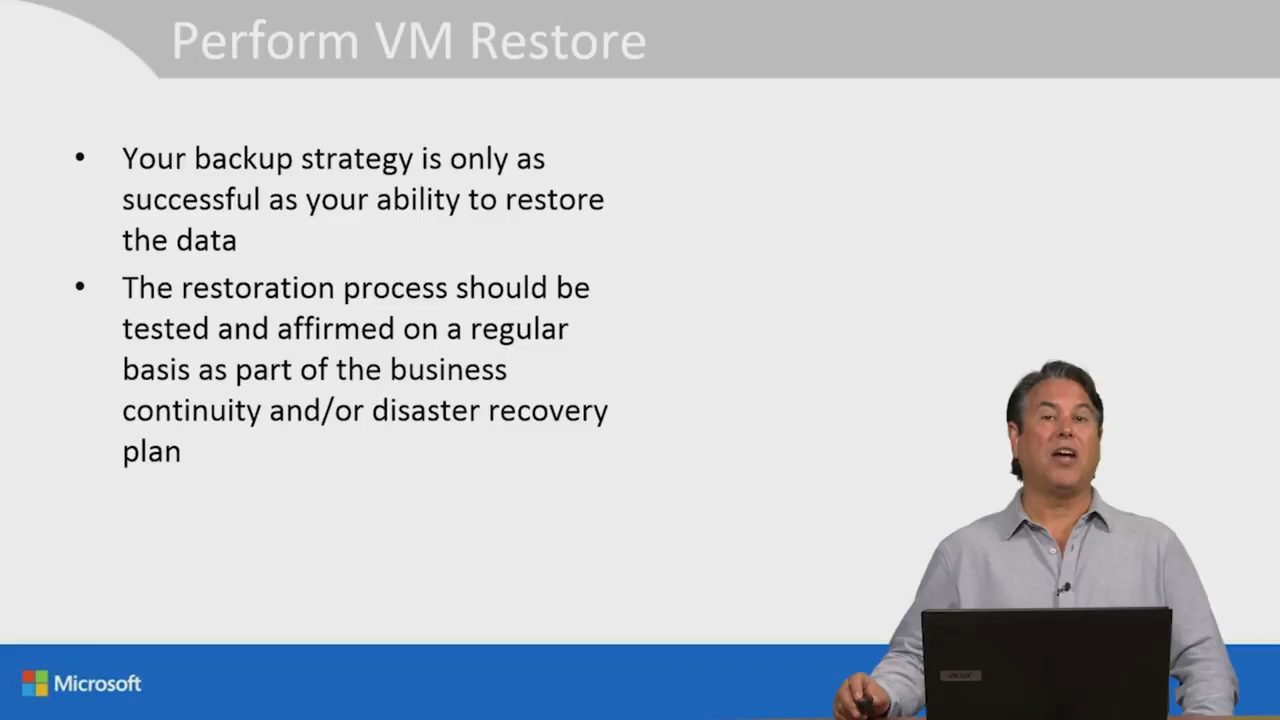 Perform VM Restore
• Your backup strategy is only as
successful as your ability to restore
the data
• The restoration process should be
tested and affirmed on a regular
basis as part of the business
continuity and/or disaster recovery
plan
acer
Microsoft